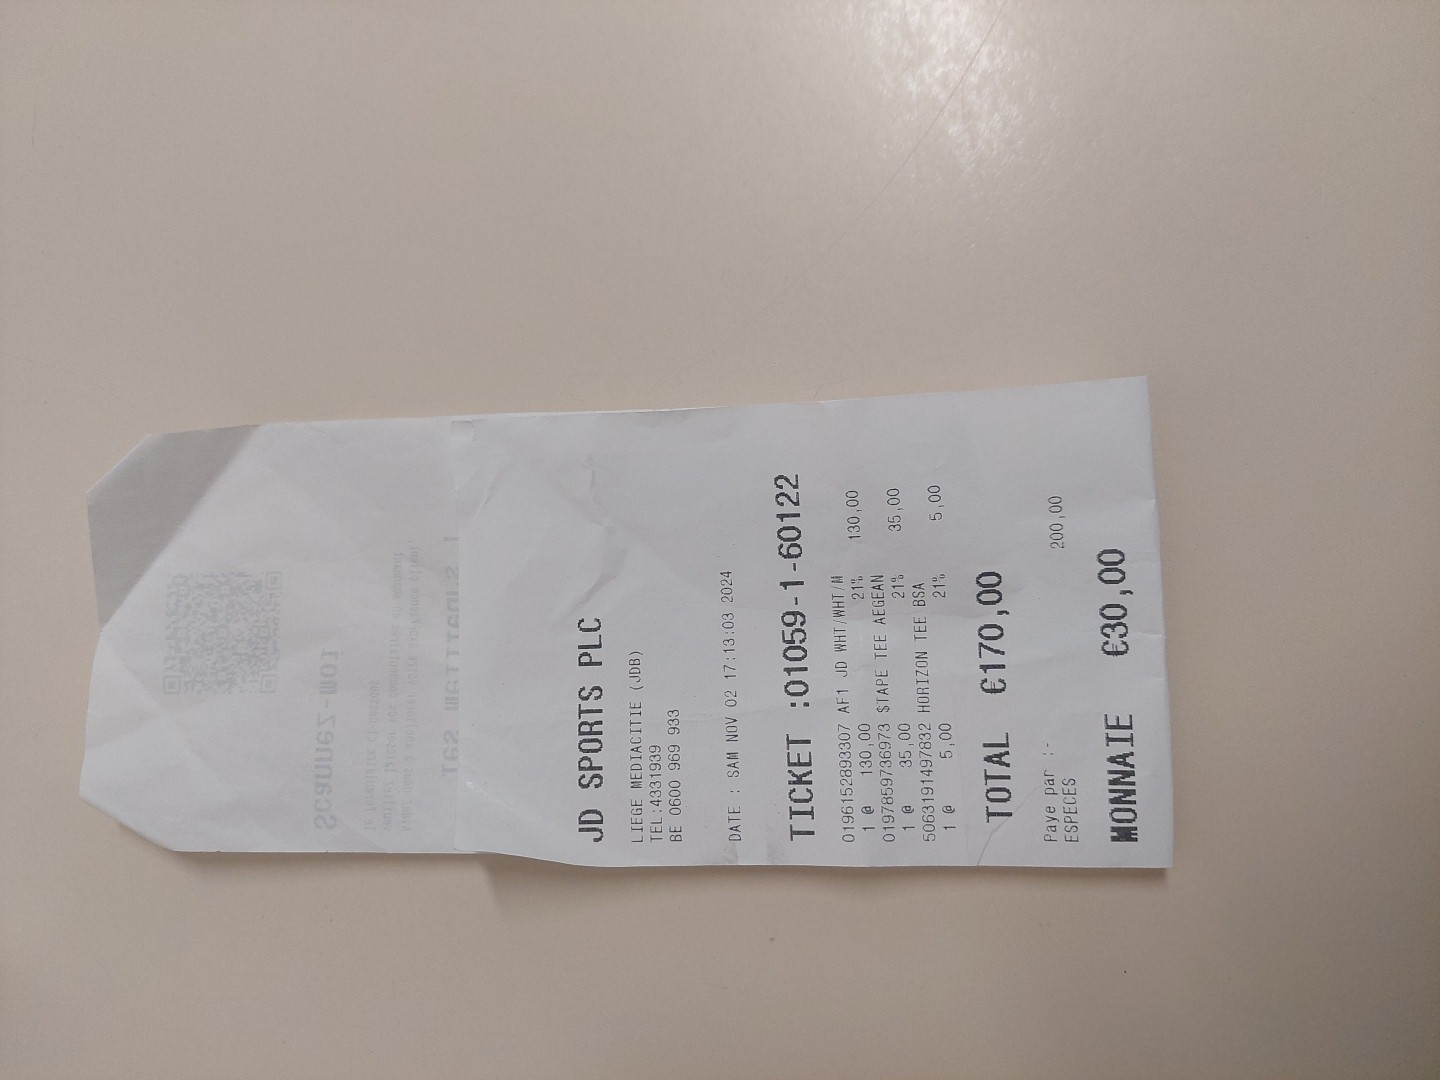 JD SPORTS PLC
LIEGE MEDIACITIE (JDB)
TEL:4331939
BE 0600 969 933
DATE : SAM NOV 02 17:13:03 2024
TICKET :01059-1-60122
0196152893307 AF1 JD WHT/WHT/M
1 @ 130,00 21% 130,00
0197859736973 STAPE TEE AEGEAN
1 @ 35,00 21% 35,00
5063191497832 HORIZON TEE BSA
1 @ 5,00 21% 5,00
TOTAL €170,00
Paye par :-
ESPECES 200,00
MONNAIE €30,00
Scannez-moi